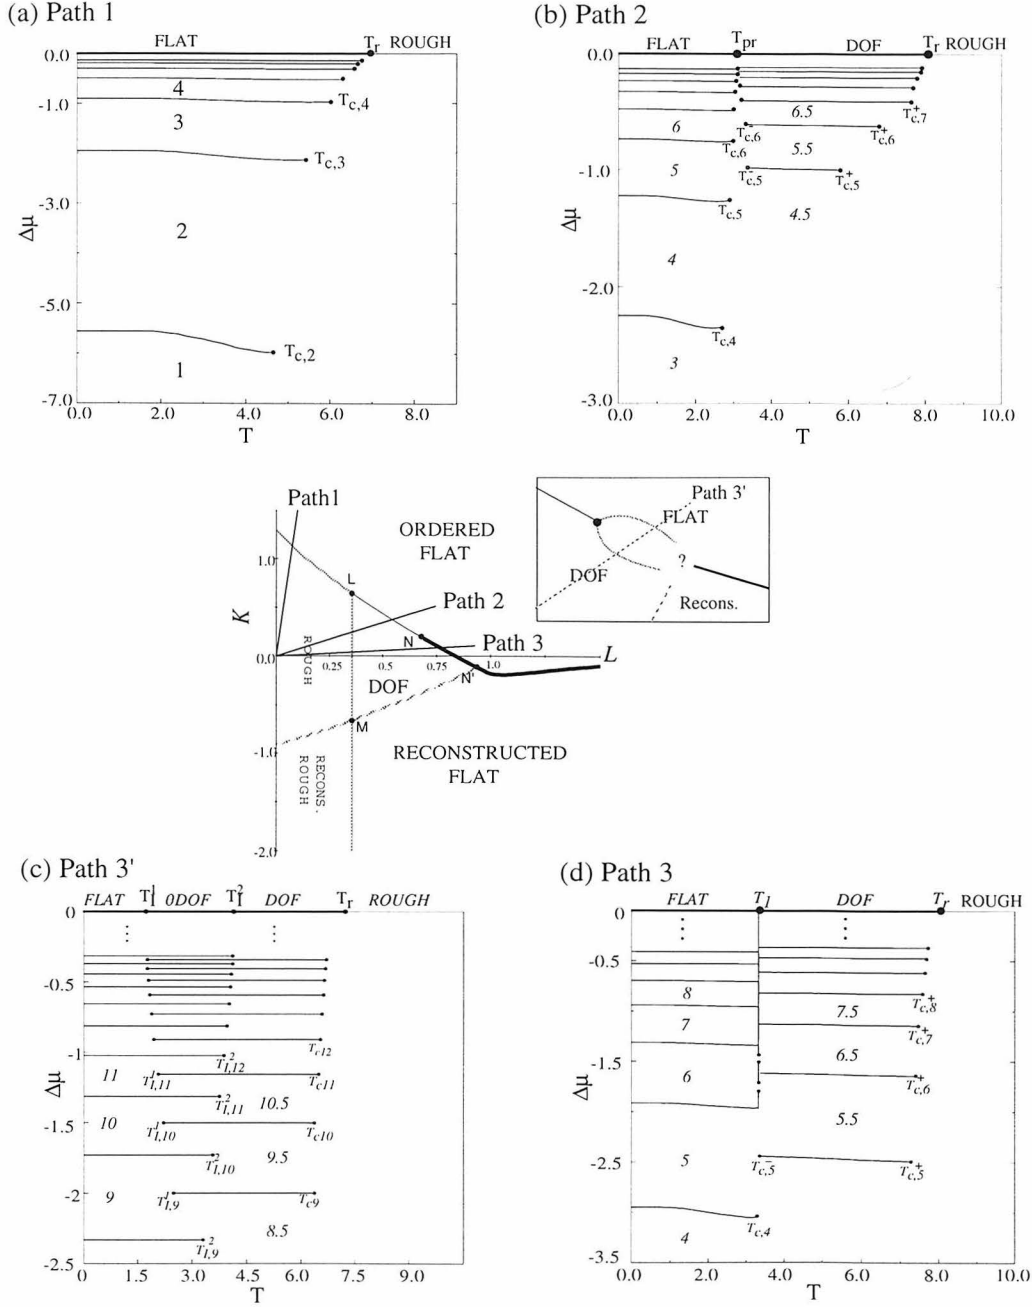 (a) Path 1
FLAT T_r ROUGH
0.0
4
-1.0
T_c,4
3
T_c,3
-3.0
Δμ
2
-5.0
T_c,2
1
-7.0
0.0 2.0 4.0 6.0 8.0
T
(b) Path 2
FLAT T_pr DOF T_r ROUGH
0.0
6.5
T_c,7^+
6
T_c,6^-
T_c,6^+
T_c,6
5.5
-1.0
5
T_c,5^-
T_c,5^+
T_c,5
4.5
Δμ
4
-2.0
T_c,4
3
-3.0
0.0 2.0 4.0 6.0 8.0 10.0
T
Path1
ORDERED
FLAT
1.0
K
L
Path 2
N
Path 3
0.0
ROUGH
0.25 0.5 0.75 1.0
L
DOF
N'
M
-1.0
RECONSTRUCTED
FLAT
RECONS.
ROUGH
-2.0
Path 3'
FLAT
DOF
?
Recons.
(c) Path 3'
FLAT T_I^1 0DOF T_I^2 DOF T_r ROUGH
0
-0.5
-1
T_c12
T_I,12^2
11
T_I,11^1
T_c11
Δμ
T_I,11^2
10.5
10
-1.5
T_I,10^1
T_c10
T_I,10^2
9.5
9
-2
T_I,9^1
T_c9
8.5
T_I,9^2
-2.5
0 1.5 3.0 4.5 6.0 7.5 9.0
T
(d) Path 3
FLAT T_I DOF T_r ROUGH
0
-0.5
8
T_c,8^+
7.5
7
T_c,7^+
6.5
-1.5
6
T_c,6^+
Δμ
5.5
-2.5
5
T_c,5^-
T_c,5^+
T_c,4
4
-3.5
0.0 2.0 4.0 6.0 8.0 10.0
T